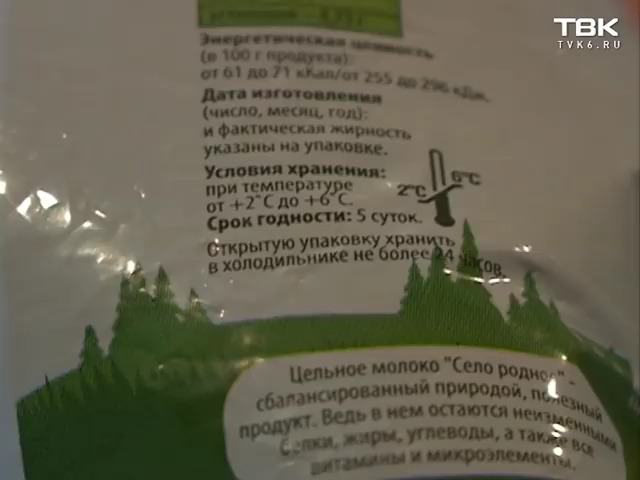 ТВК
TVK6.RU
Энергетическая ценность
(в 100 г продукта):
от 61 до 71 кКал/от 255 до 296 кДж.
Дата изготовления
(число, месяц, год):
и фактическая жирность
указаны на упаковке.
Условия хранения:
при температуре
от +2°С до +6°С.
2°С 6°С
Срок годности: 5 суток.
Открытую упаковку хранить
в холодильнике не более 24 часов.
Цельное молоко "Село родное" -
сбалансированный природой, полезный
продукт. Ведь в нем остаются неизменными
белки, жиры, углеводы, а также все
витамины и микроэлементы.